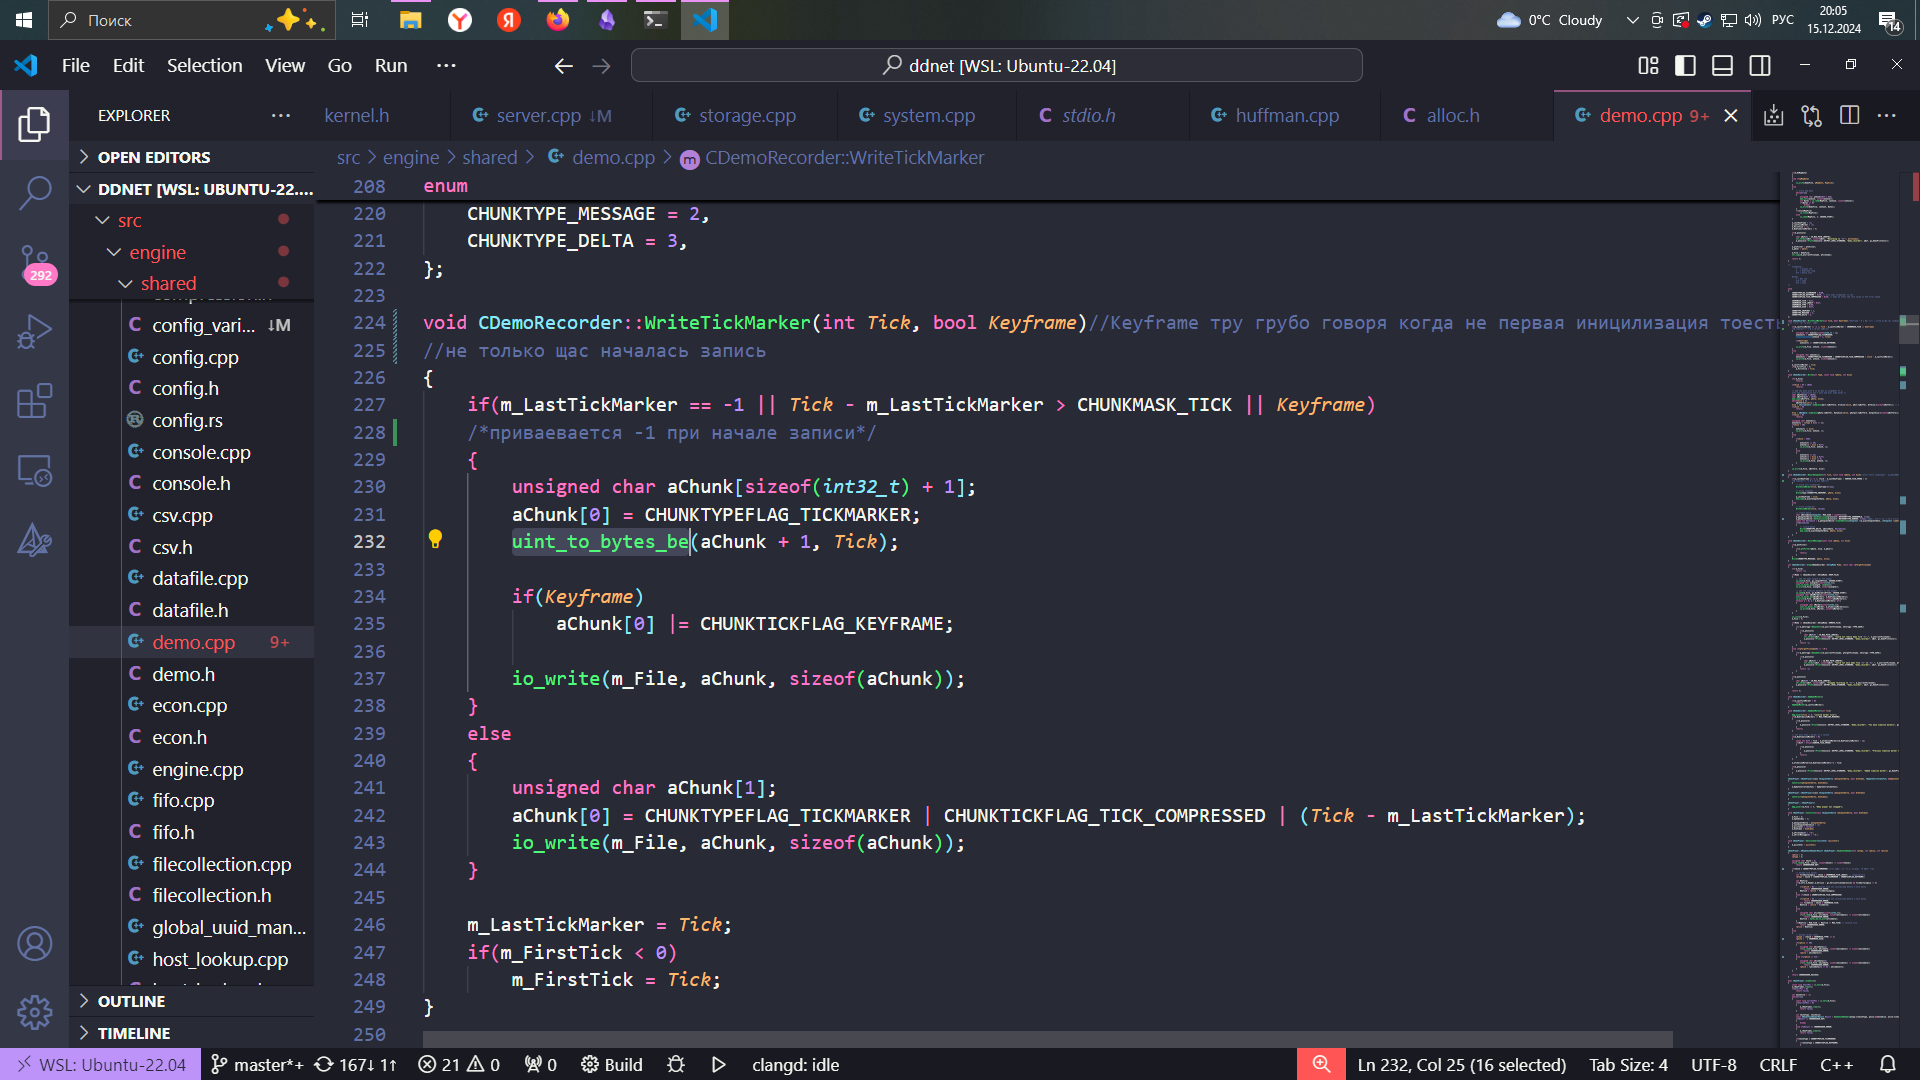 Поиск
0°C Cloudy
РУС
20:05
15.12.2024
14
File Edit Selection View Go Run ···
ddnet [WSL: Ubuntu-22.04]
EXPLORER
kernel.h
server.cpp ↓M
storage.cpp
system.cpp
stdio.h
huffman.cpp
alloc.h
demo.cpp 9+
OPEN EDITORS
DDNET [WSL: UBUNTU-22....
src
engine
shared
config_vari... ↓M
config.cpp
config.h
config.rs
console.cpp
console.h
csv.cpp
csv.h
datafile.cpp
datafile.h
demo.cpp 9+
demo.h
econ.cpp
econ.h
engine.cpp
fifo.cpp
fifo.h
filecollection.cpp
filecollection.h
global_uuid_man...
host_lookup.cpp
OUTLINE
TIMELINE
292
src > engine > shared > demo.cpp > CDemoRecorder::WriteTickMarker
208 enum
220 CHUNKTYPE_MESSAGE = 2,
221 CHUNKTYPE_DELTA = 3,
222 };
223
224 void CDemoRecorder::WriteTickMarker(int Tick, bool Keyframe)//Keyframe тру грубо говоря когда не первая иницилизация тоесть
225 //не только щас началась запись
226 {
227 if(m_LastTickMarker == -1 || Tick - m_LastTickMarker > CHUNKMASK_TICK || Keyframe)
228 /*приваевается -1 при начале записи*/
229 {
230 unsigned char aChunk[sizeof(int32_t) + 1];
231 aChunk[0] = CHUNKTYPEFLAG_TICKMARKER;
232 uint_to_bytes_be(aChunk + 1, Tick);
233
234 if(Keyframe)
235 aChunk[0] |= CHUNKTICKFLAG_KEYFRAME;
236
237 io_write(m_File, aChunk, sizeof(aChunk));
238 }
239 else
240 {
241 unsigned char aChunk[1];
242 aChunk[0] = CHUNKTYPEFLAG_TICKMARKER | CHUNKTICKFLAG_TICK_COMPRESSED | (Tick - m_LastTickMarker);
243 io_write(m_File, aChunk, sizeof(aChunk));
244 }
245
246 m_LastTickMarker = Tick;
247 if(m_FirstTick < 0)
248 m_FirstTick = Tick;
249 }
250
WSL: Ubuntu-22.04 master*+ 167↓ 1↑ 21 0 0 Build clangd: idle Ln 232, Col 25 (16 selected) Tab Size: 4 UTF-8 CRLF C++